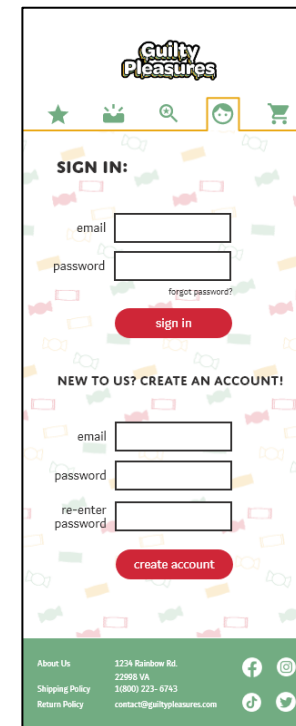 Guilty
Pleasures
SIGN IN:
email
password
forgot password?
sign in
NEW TO US? CREATE AN ACCOUNT!
email
password
re-enter
password
create account
About Us
Shipping Policy
Return Policy
1234 Rainbow Rd.
22998 VA
1(800) 223- 6743
contact@guiltypleasures.com